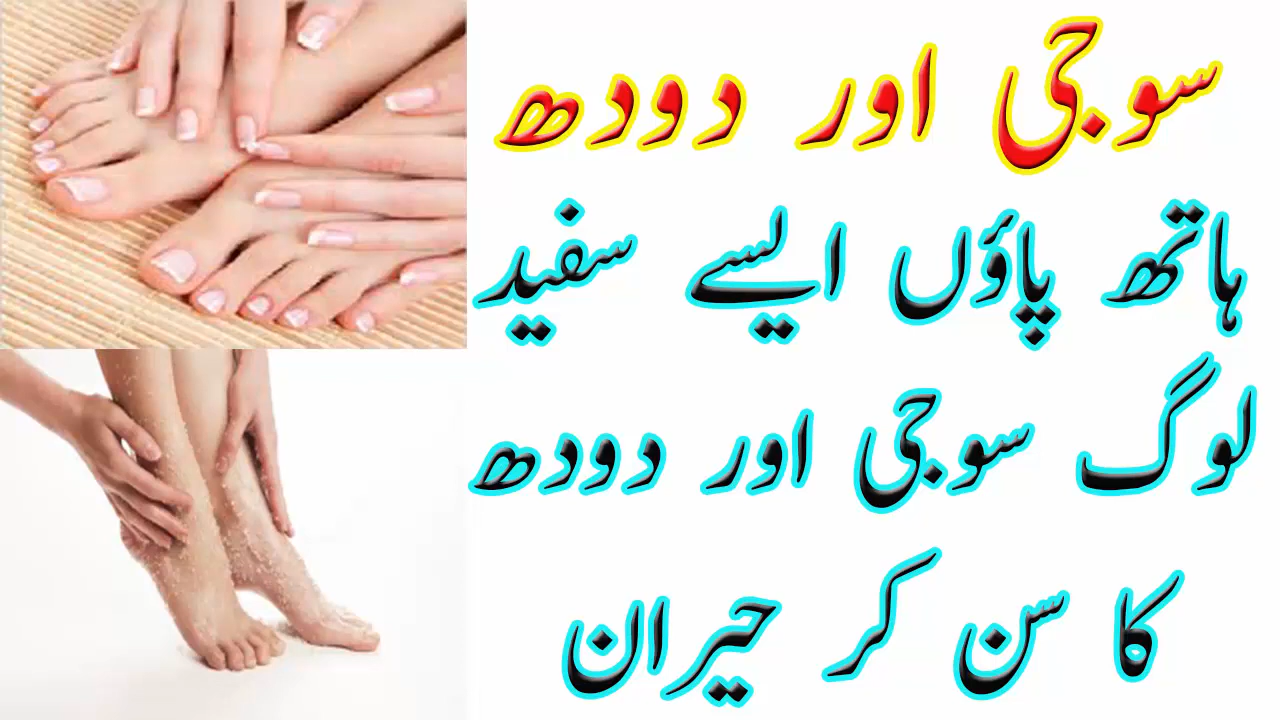 سوجی اور دودھ
ہاتھ پاؤں ایسے سفید
لوگ سوجی اور دودھ
کا سن کر حیران